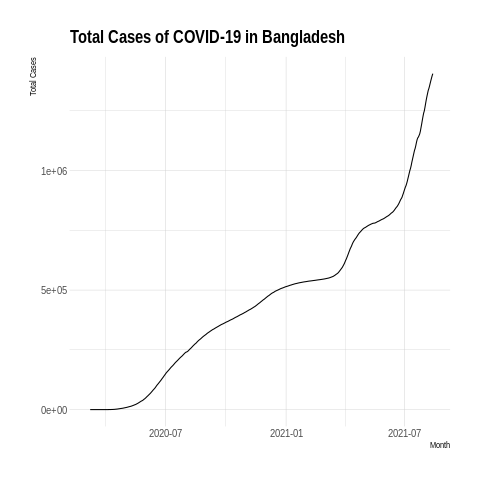 Total Cases of COVID-19 in Bangladesh
Total Cases
1e+06
5e+05
0e+00
2020-07
2021-01
2021-07
Month